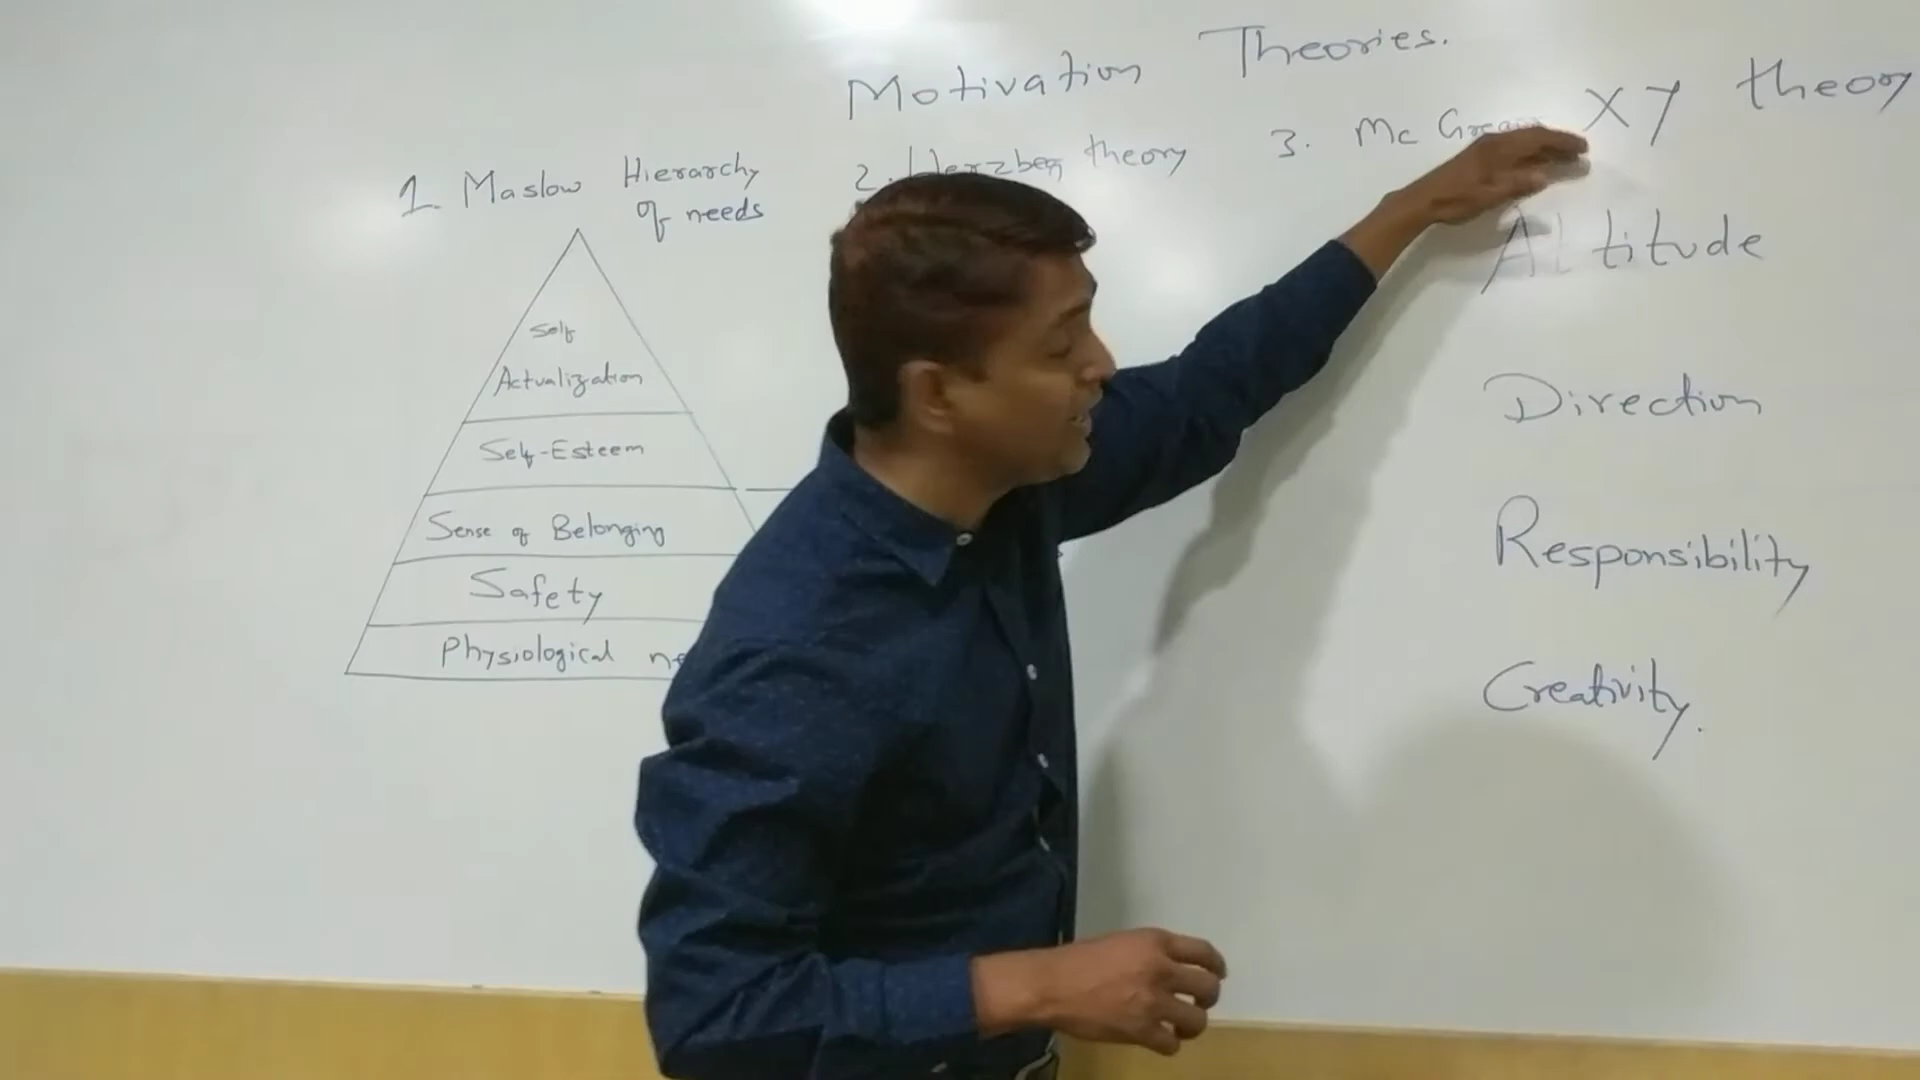 Motivation Theories.
1. Maslow Hierarchy
of needs
2. Herzberg theory
3. Mc XY theory
Self
Actualization
Self-Esteem
Sense of Belonging
Safety
Physiological
Attitude
Direction
Responsibility
Creativity.